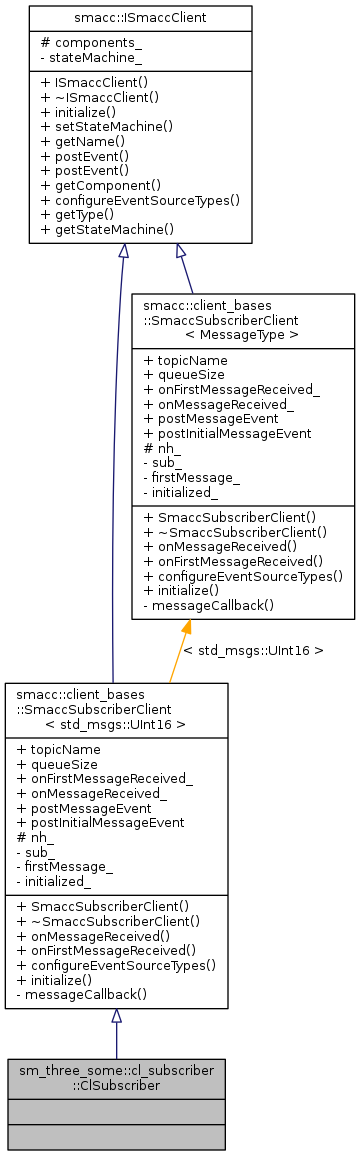 smacc::ISmaccClient
# components_
- stateMachine_
+ ISmaccClient()
+ ~ISmaccClient()
+ initialize()
+ setStateMachine()
+ getName()
+ postEvent()
+ postEvent()
+ getComponent()
+ configureEventSourceTypes()
+ getType()
+ getStateMachine()
smacc::client_bases
::SmaccSubscriberClient
< MessageType >
+ topicName
+ queueSize
+ onFirstMessageReceived_
+ onMessageReceived_
+ postMessageEvent
+ postInitialMessageEvent
# nh_
- sub_
- firstMessage_
- initialized_
+ SmaccSubscriberClient()
+ ~SmaccSubscriberClient()
+ onMessageReceived()
+ onFirstMessageReceived()
+ configureEventSourceTypes()
+ initialize()
- messageCallback()
< std_msgs::UInt16 >
smacc::client_bases
::SmaccSubscriberClient
< std_msgs::UInt16 >
+ topicName
+ queueSize
+ onFirstMessageReceived_
+ onMessageReceived_
+ postMessageEvent
+ postInitialMessageEvent
# nh_
- sub_
- firstMessage_
- initialized_
+ SmaccSubscriberClient()
+ ~SmaccSubscriberClient()
+ onMessageReceived()
+ onFirstMessageReceived()
+ configureEventSourceTypes()
+ initialize()
- messageCallback()
sm_three_some::cl_subscriber
::ClSubscriber